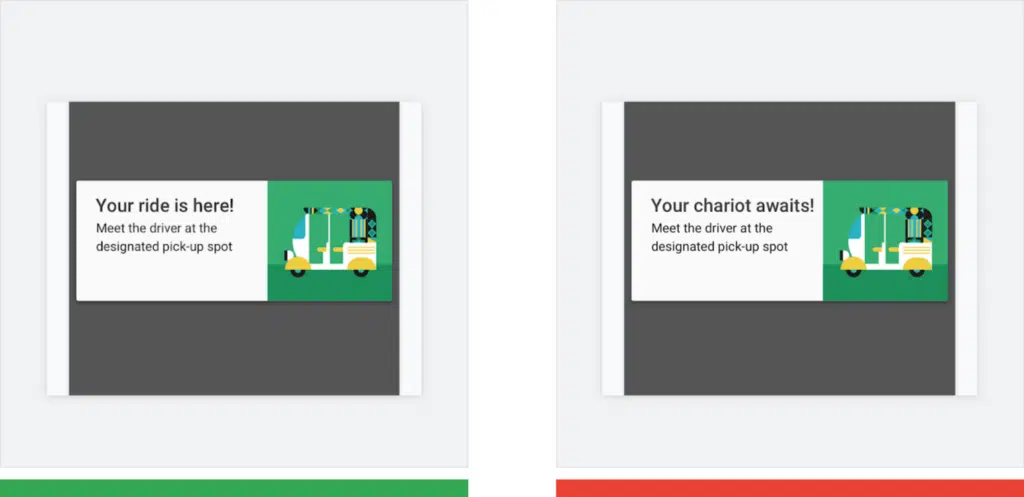 Your ride is here!
Meet the driver at the
designated pick-up spot
Your chariot awaits!
Meet the driver at the
designated pick-up spot